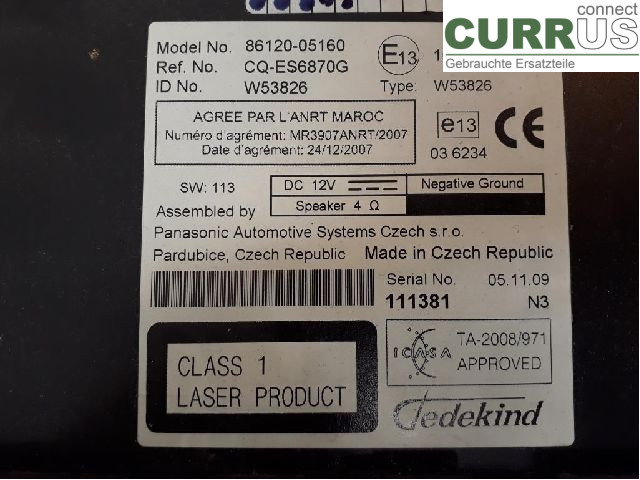 connect
CURRUS
Gebrauchte Ersatzteile
Model No. 86120-05160
Ref. No. CQ-ES6870G
ID No. W53826
E13 1
Type: W53826
AGREE PAR L'ANRT MAROC
Numéro d'agrément: MR3907ANRT/2007
Date d'agrément: 24/12/2007
e13
03 6234
CE
SW: 113
DC 12V
Negative Ground
Speaker 4 Ω
Assembled by
Panasonic Automotive Systems Czech s.r.o.
Pardubice, Czech Republic Made in Czech Republic
Serial No. 05.11.09
111381 N3
CLASS 1
LASER PRODUCT
ICASA
TA-2008/971
APPROVED
Tedekind